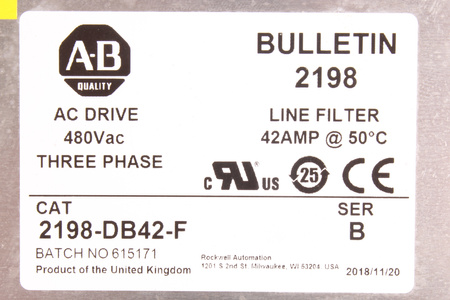 A-B
QUALITY
BULLETIN
2198
AC DRIVE
480Vac
THREE PHASE
LINE FILTER
42AMP @ 50°C
c RU US 25 CE
CAT
2198-DB42-F
SER
B
BATCH NO 615171
Product of the United Kingdom
Rockwell Automation
1201 S 2nd St, Milwaukee, WI 53204, USA
2018/11/20